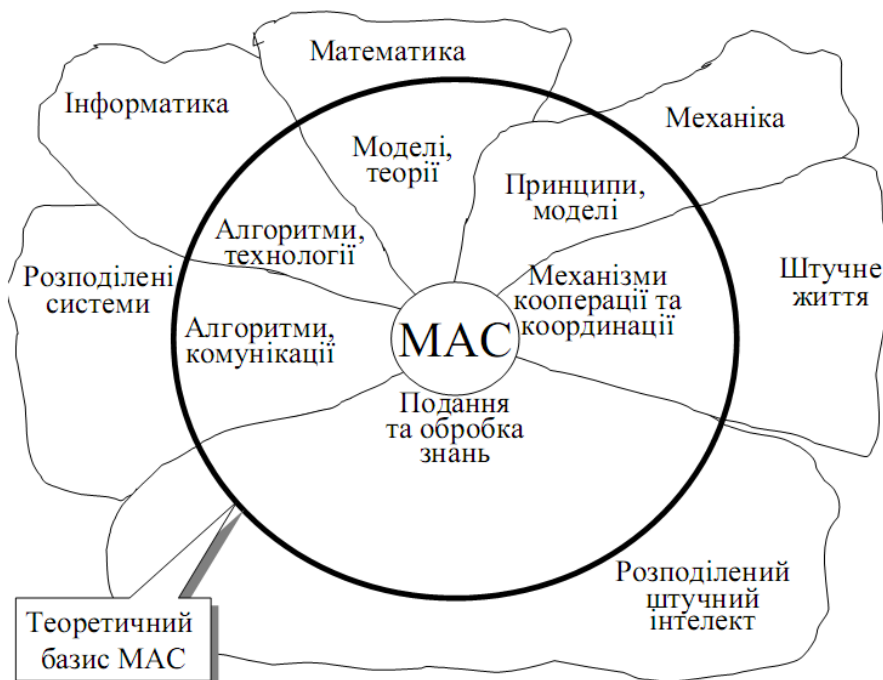 Математика
Інформатика
Механіка
Моделі,
теорії
Принципи,
моделі
Алгоритми,
технології
Розподілені
системи
Механізми
кооперації та
координації
Штучне
життя
Алгоритми,
комунікації
МАС
Подання
та обробка
знань
Розподілений
штучний
інтелект
Теоретичний
базис МАС